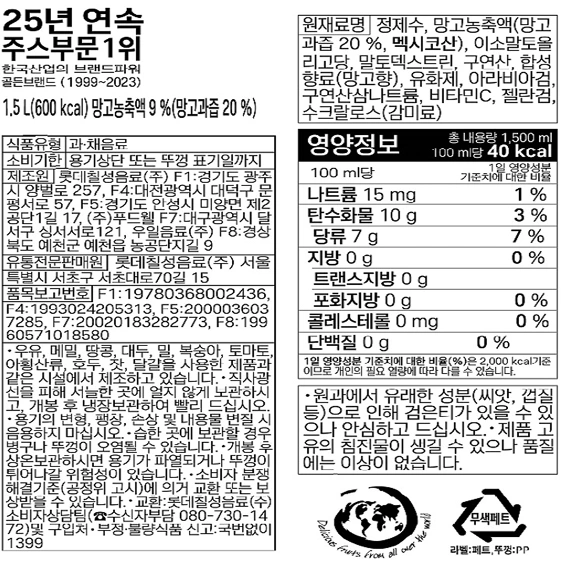 25년 연속
주스부문 1위
한국산업의 브랜드파워
골든브랜드 (1999~2023)
1.5 L(600 kcal) 망고농축액 9 %(망고과즙 20 %)
식품유형 과·채음료
소비기한 용기상단 또는 뚜껑 표기일까지
제조원 롯데칠성음료(주) F1:경기도 광주
시 양벌로 257, F4:대전광역시 대덕구 문
평서로 57, F5:경기도 안성시 미양면 제2
공단1길 17, (주)푸드웰 F7:대구광역시 달
서구 성서서로121, 우일음료(주) F8:경상
북도 예천군 예천읍 농공단지길 9
유통전문판매원 롯데칠성음료(주) 서울
특별시 서초구 서초대로70길 15
품목보고번호 F1:19780368002436,
F4:1993024205313, F5:200003603
7285, F7:20020183282773, F8:199
60571018580
·우유, 메밀, 땅콩, 대두, 밀, 복숭아, 토마토,
아황산류, 호두, 잣, 달걀을 사용한 제품과
같은 시설에서 제조하고 있습니다. ·직사광
선을 피해 서늘한 곳에 얼지 않게 보관하시
고, 개봉 후 냉장보관하여 빨리 드십시오.
·용기의 변형, 팽창, 손상 및 내용물 변질 시
음용하지 마십시오. ·습한 곳에 보관할 경우
병구나 뚜껑이 오염될 수 있습니다. ·개봉 후
상온보관하시면 용기가 파열되거나 뚜껑이
튀어나갈 위험성이 있습니다. ·소비자 분쟁
해결기준(공정위 고시)에 의거 교환 또는 보
상받을 수 있습니다. ·교환:롯데칠성음료(주)
소비자상담팀(☎수신자부담 080-730-14
72)및 구입처 ·부정·불량식품 신고:국번없이
1399
원재료명 정제수, 망고농축액(망고
과즙 20 %, 멕시코산), 이소말토올
리고당, 말토덱스트린, 구연산, 합성
향료(망고향), 유화제, 아라비아검,
구연산삼나트륨, 비타민C, 젤란검,
수크랄로스(감미료)
영양정보 총 내용량 1,500 ml
100 ml당 40 kcal
100 ml당 1일 영양성분
기준치에 대한 비율
나트륨 15 mg 1 %
탄수화물 10 g 3 %
당류 7 g 7 %
지방 0 g 0 %
트랜스지방 0 g
포화지방 0 g 0 %
콜레스테롤 0 mg 0 %
단백질 0 g 0 %
1일 영양성분 기준치에 대한 비율(%)은 2,000 kcal기준
이므로 개인의 필요 열량에 따라 다를 수 있습니다.
·원과에서 유래한 성분(씨앗, 껍질
등)으로 인해 검은티가 있을 수 있
으나 안심하고 드십시오. ·제품 고
유의 침전물이 생길 수 있으나 품질
에는 이상이 없습니다.
Delicious fruits from all over the world
무색페트
라벨:페트, 뚜껑:PP